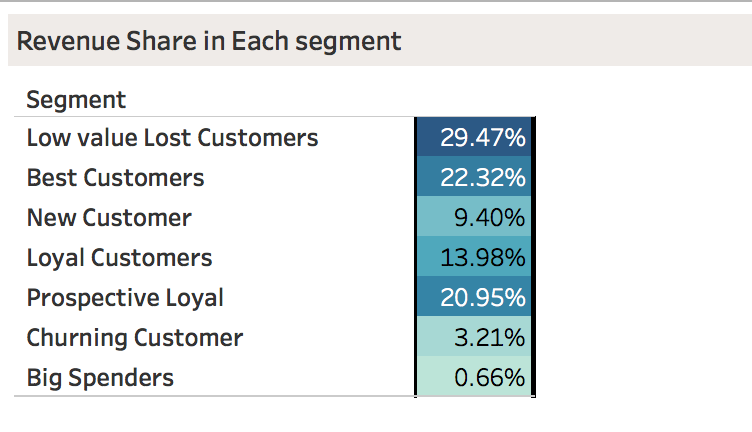 Revenue Share in Each segment
Segment
Low value Lost Customers 29.47%
Best Customers 22.32%
New Customer 9.40%
Loyal Customers 13.98%
Prospective Loyal 20.95%
Churning Customer 3.21%
Big Spenders 0.66%